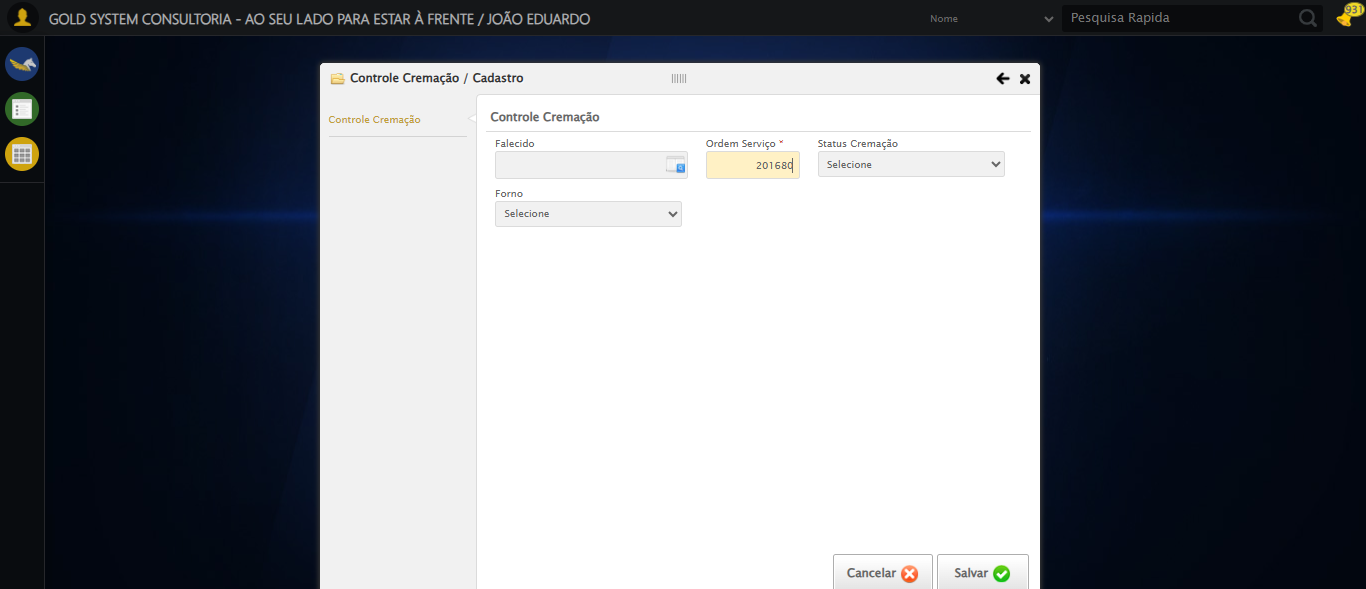 GOLD SYSTEM CONSULTORIA - AO SEU LADO PARA ESTAR À FRENTE / JOÃO EDUARDO
Nome
Pesquisa Rapida
931
Controle Cremação / Cadastro
Controle Cremação
Controle Cremação
Falecido
Ordem Serviço *
Status Cremação
201680
Selecione
Forno
Selecione
Cancelar
Salvar